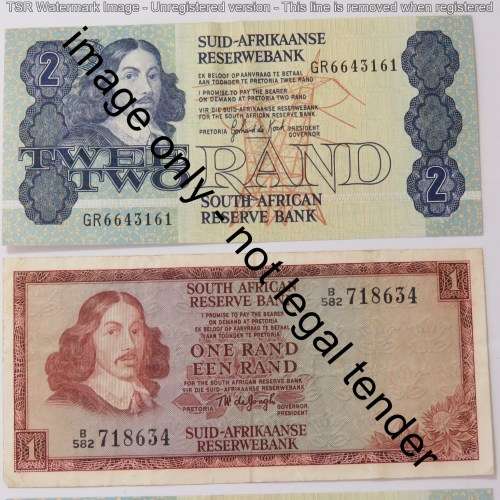 TSR Watermark Image - Unregistered version - This line is removed when registered
2
SUID-AFRIKAANSE
RESERWEBANK
GR6643161
EK BELOOF OP AANVRAAG TE BETAAL
AAN TOONDER TE PRETORIA TWEE RAND
I PROMISE TO PAY THE BEARER
ON DEMAND AT PRETORIA TWO RAND
VIR DIE SUID-AFRIKAANSE RESERWEBANK
FOR THE SOUTH AFRICAN RESERVE BANK
PRETORIA
PRESIDENT
GOVERNOR
TWEE RAND
TWO
2
GR6643161
SOUTH AFRICAN
RESERVE BANK
image only - not legal tender
SOUTH AFRICAN
RESERVE BANK
B/582 718634
1
I PROMISE TO PAY THE BEARER
ON DEMAND AT PRETORIA
EK BELOOF OP AANVRAAG TE BETAAL
AAN TOONDER TE PRETORIA
ONE RAND
EEN RAND
FOR THE SOUTH AFRICAN RESERVE BANK
VIR DIE SUID-AFRIKAANSE RESERWEBANK
PRETORIA
GOVERNOR
PRESIDENT
1
B/582 718634
SUID-AFRIKAANSE
RESERWEBANK